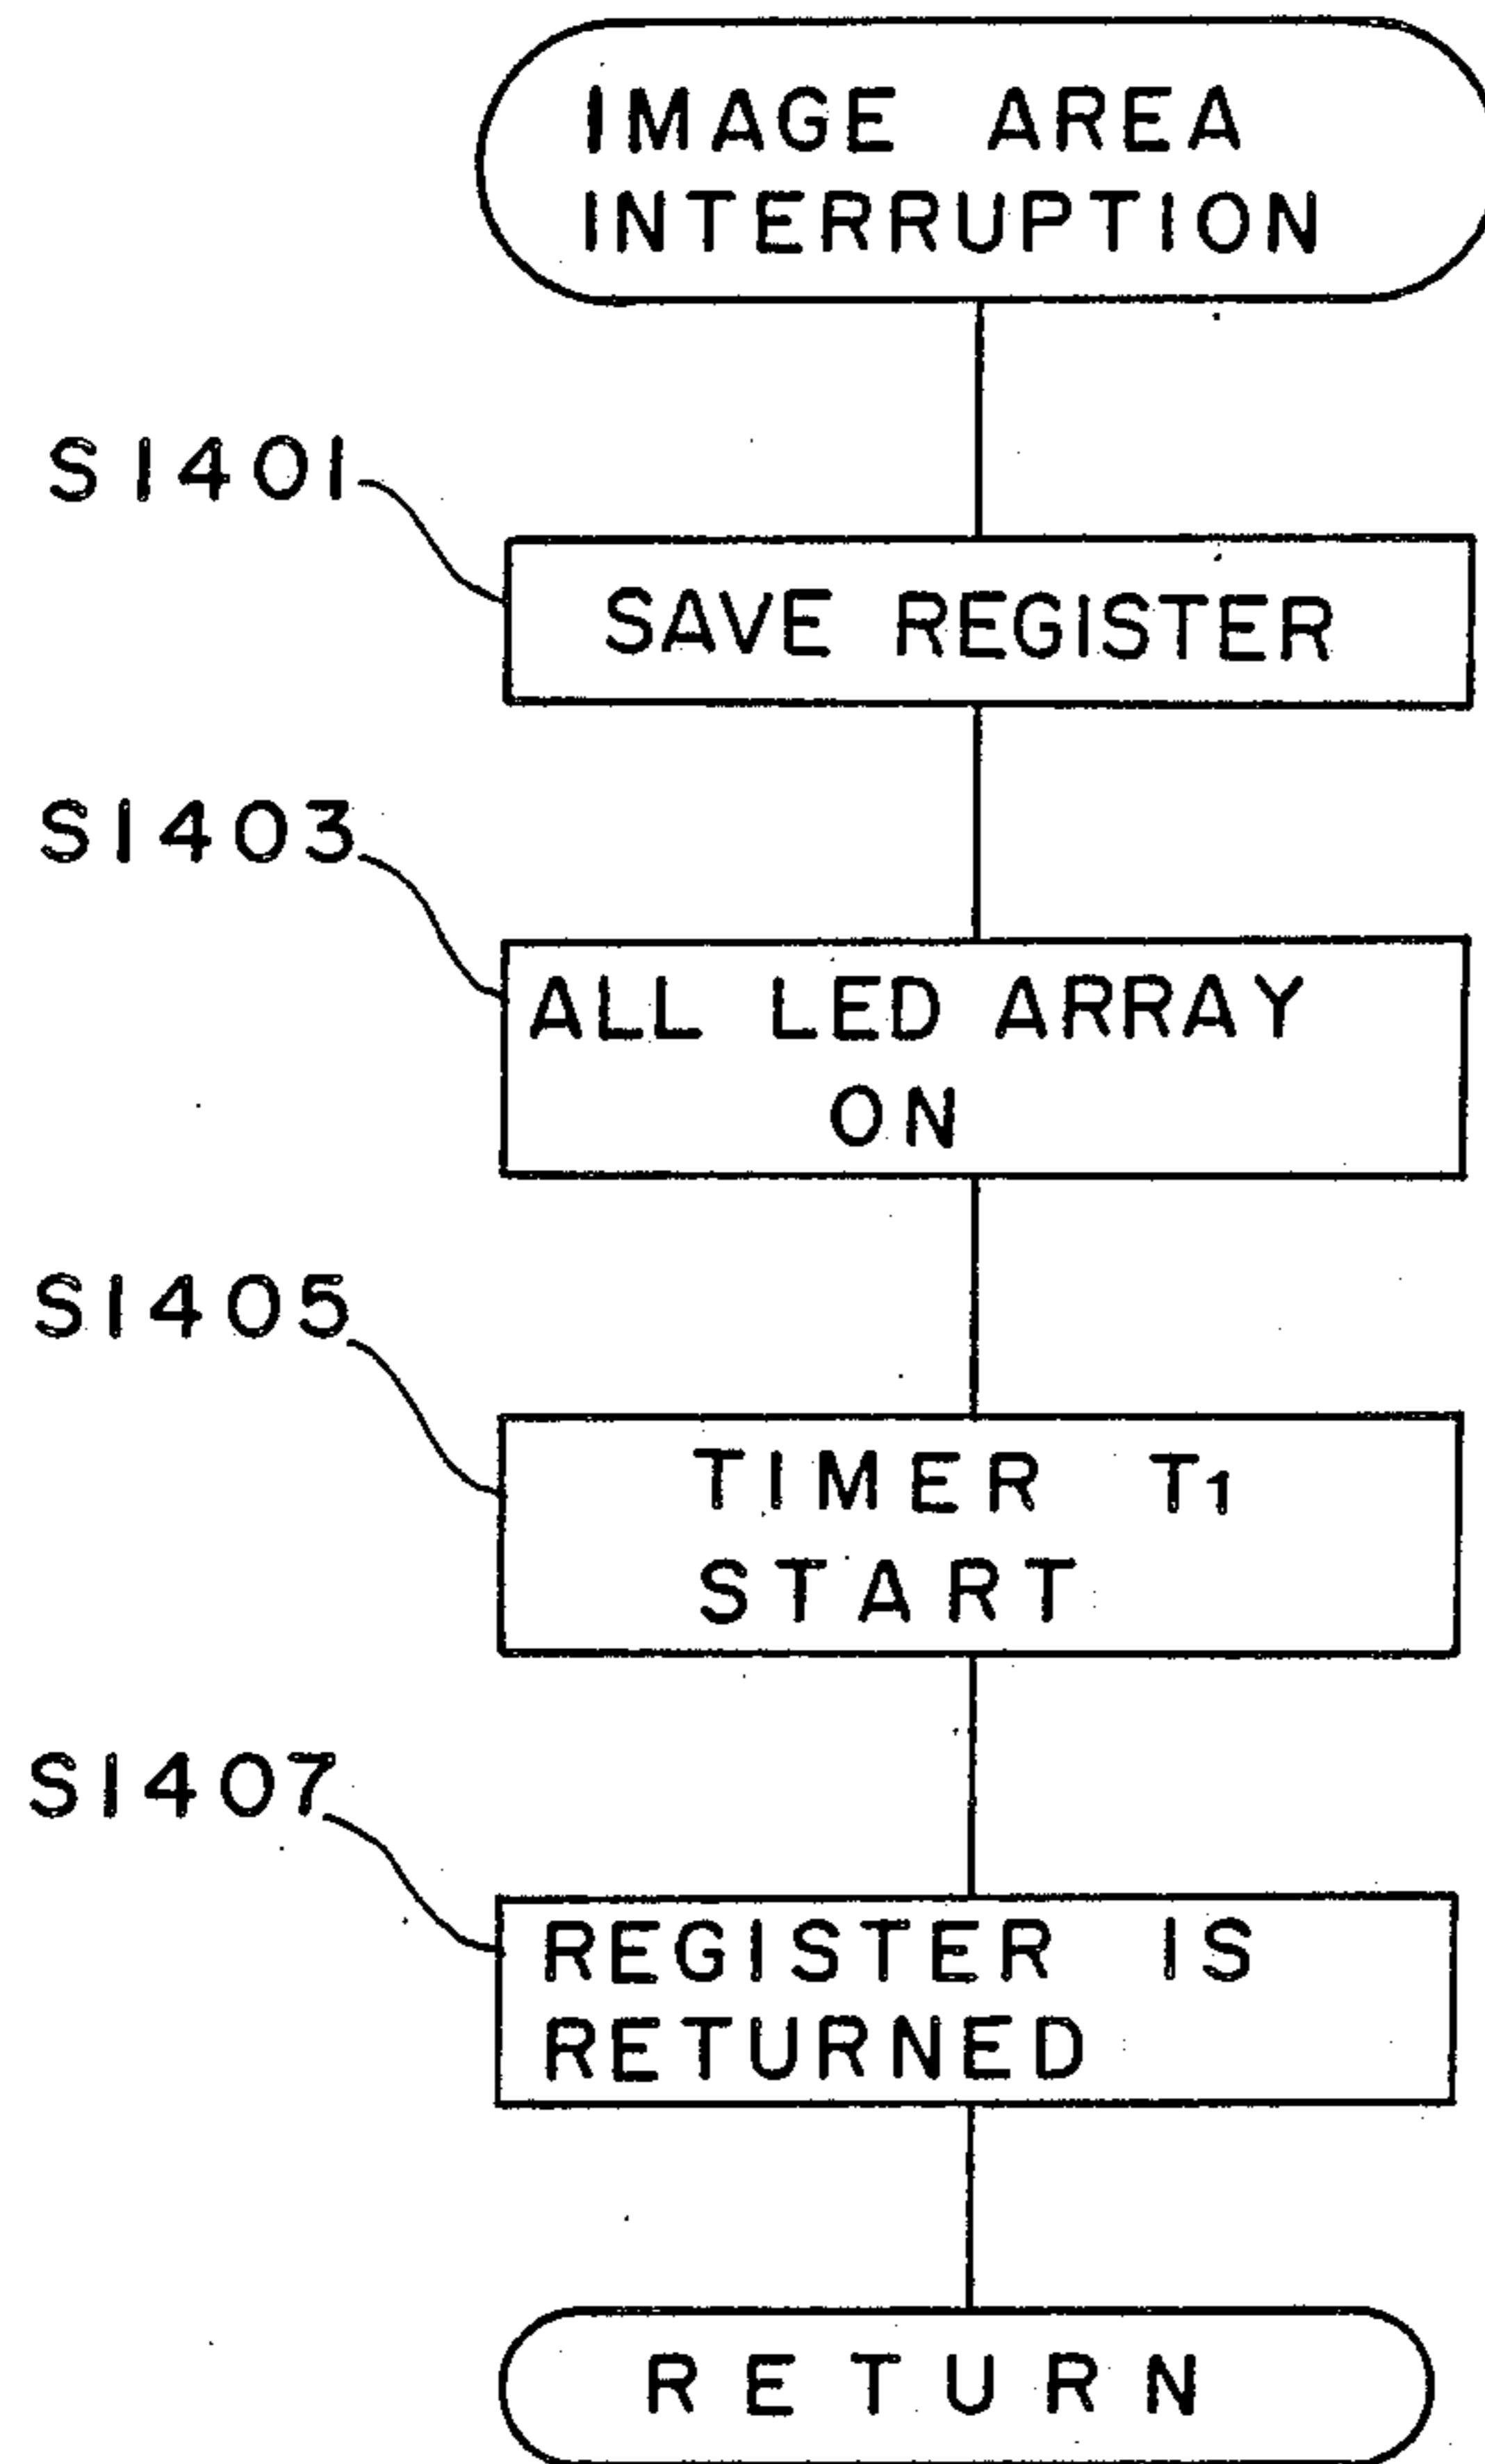 IMAGE AREA
INTERRUPTION
S1401
SAVE REGISTER
S1403
ALL LED ARRAY
ON
S1405
TIMER T1
START
S1407
REGISTER IS
RETURNED
RETURN